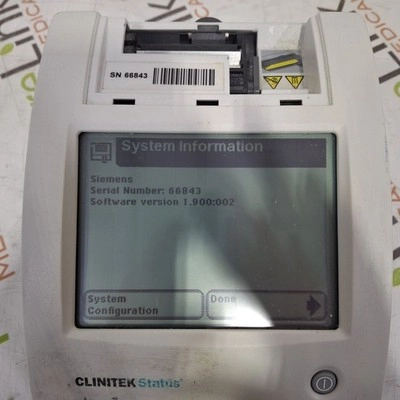 SN 66843
System Information
Siemens
Serial Number: 66843
Software version 1.900:002
System
Configuration
Done
CLINITEK Status®